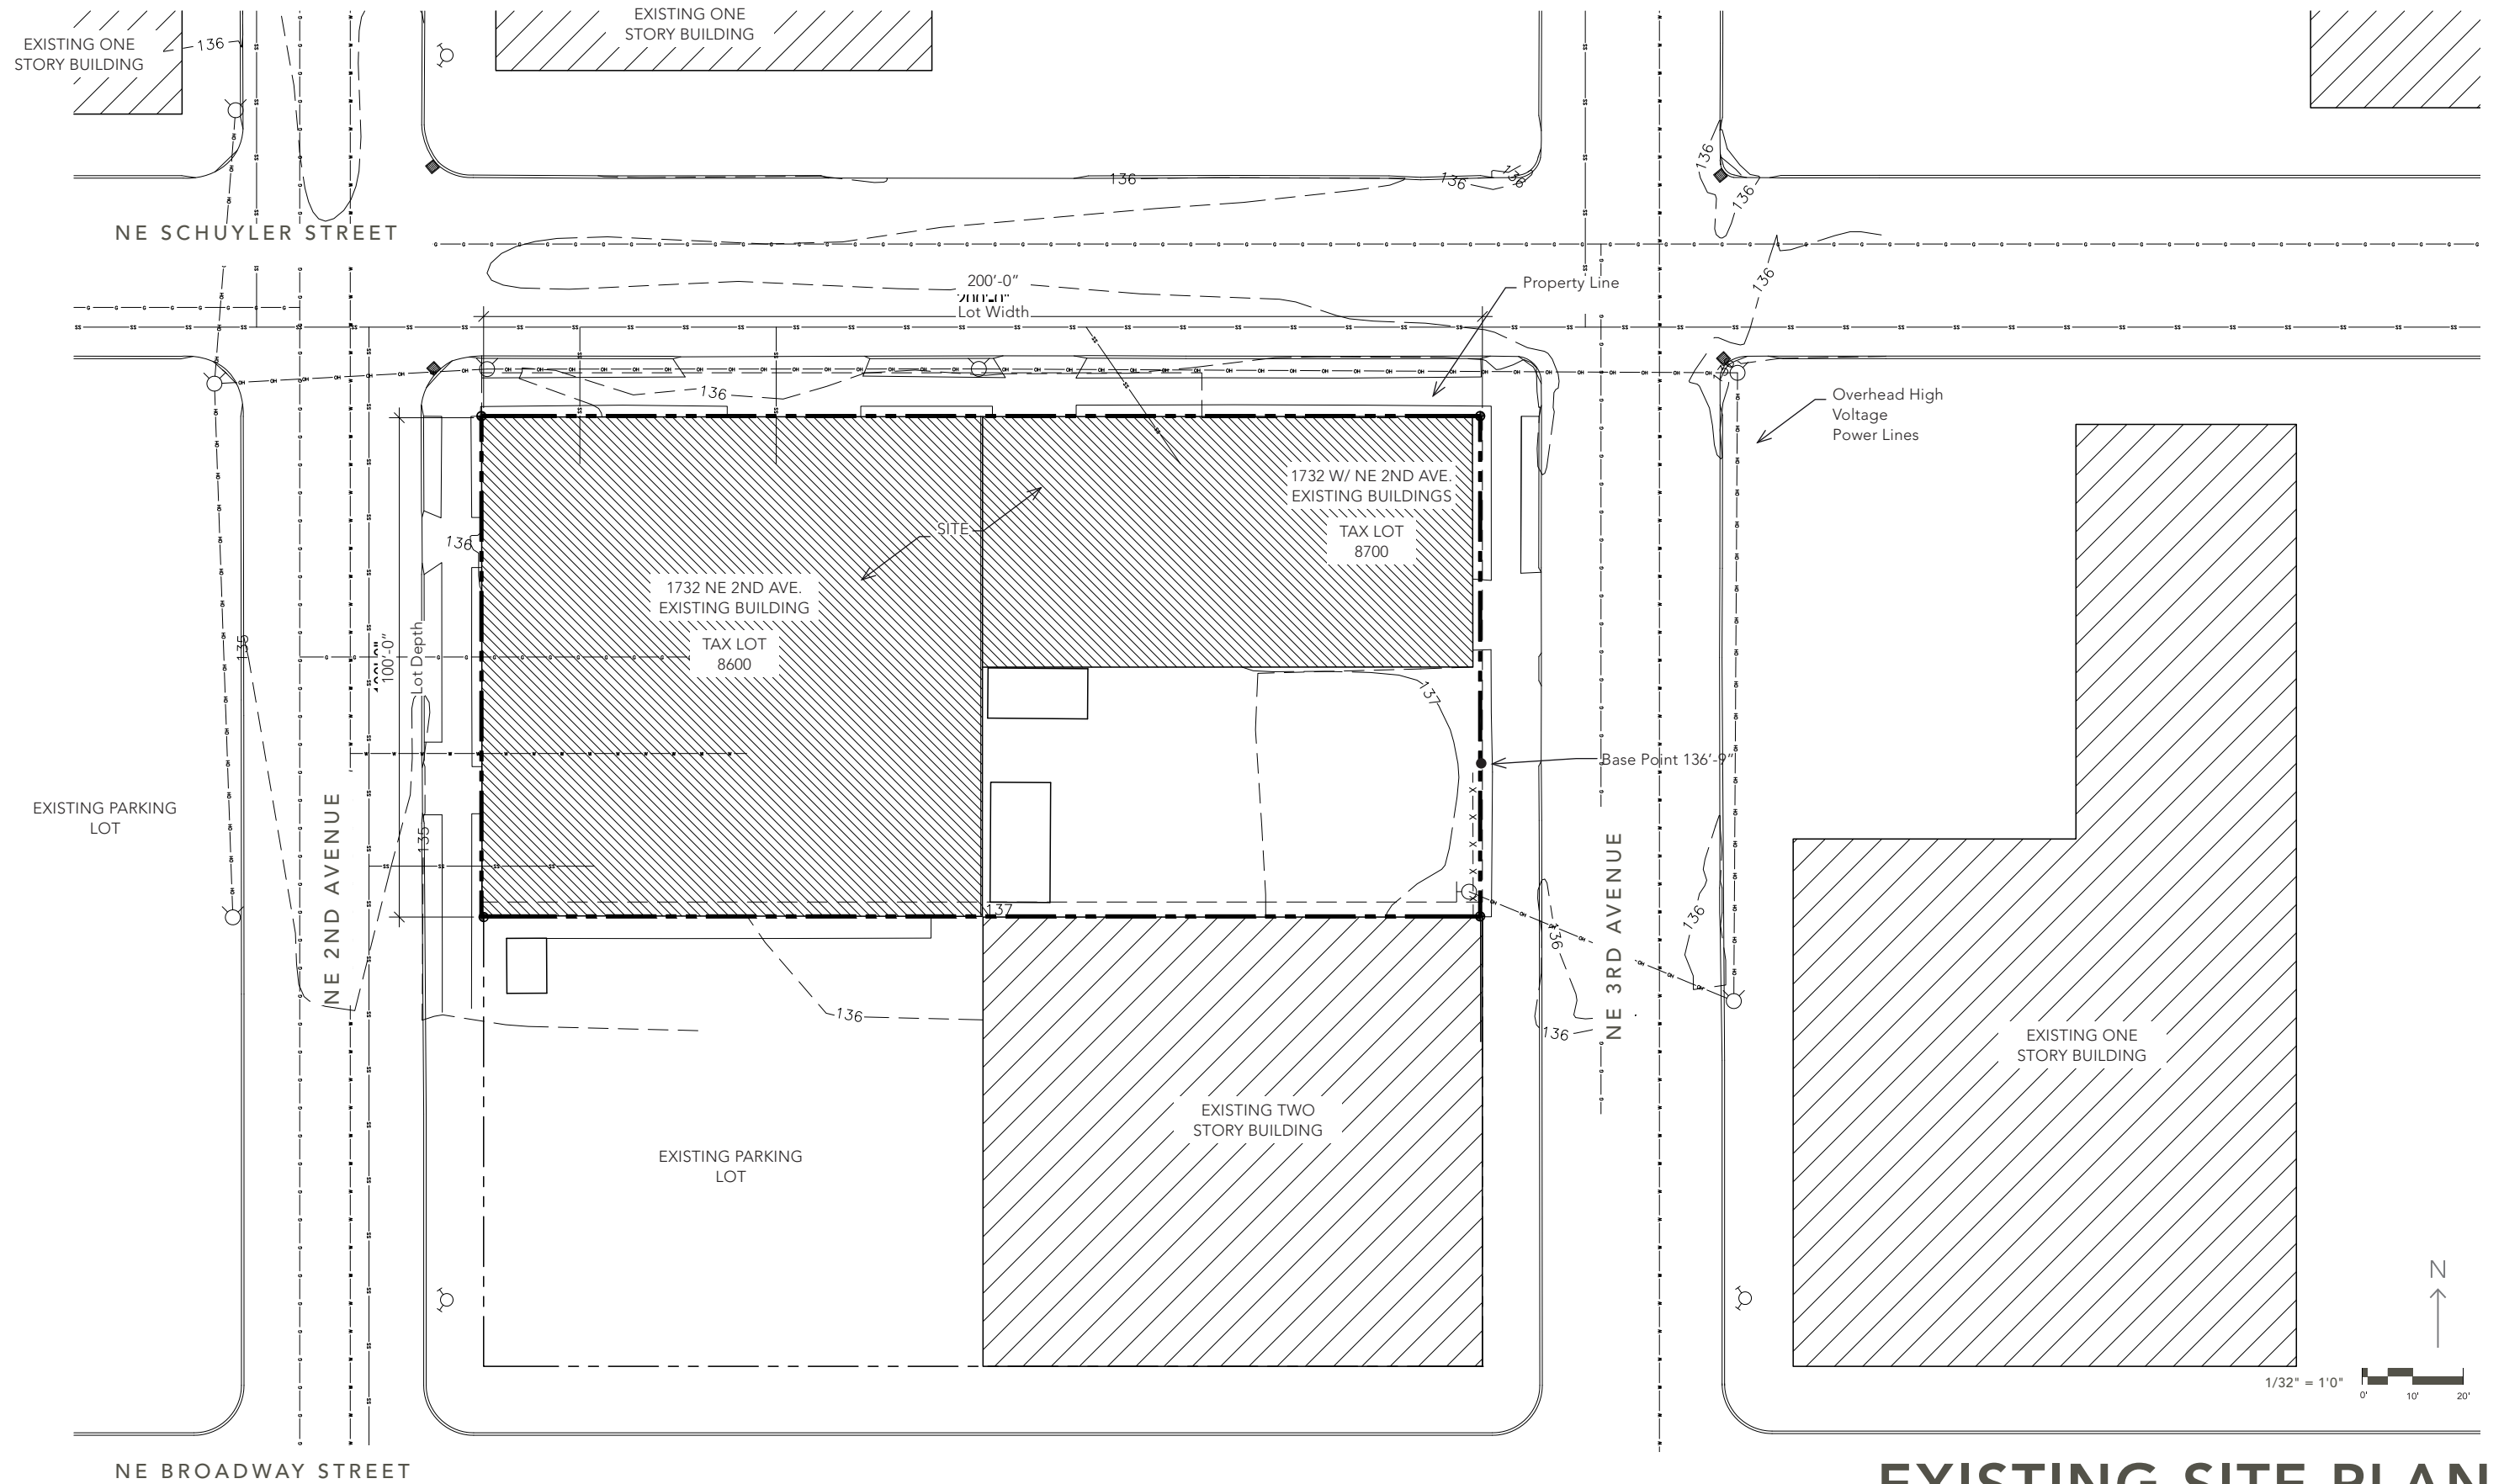 EXISTING ONE
STORY BUILDING
136
EXISTING ONE
STORY BUILDING
136
136
136
136
136
NE SCHUYLER STREET
200'-0"
Lot Width
Property Line
136
136
136
Overhead High
Voltage
Power Lines
1732 W/ NE 2ND AVE.
EXISTING BUILDINGS
TAX LOT
8700
SITE
136
1732 NE 2ND AVE.
EXISTING BUILDING
TAX LOT
8600
135
100'-0"
Lot Depth
137
Base Point 136'-9"
EXISTING PARKING
LOT
NE 2ND AVENUE
135
NE 3RD AVENUE
137
136
136
136
136
EXISTING ONE
STORY BUILDING
EXISTING TWO
STORY BUILDING
EXISTING PARKING
LOT
N
1/32" = 1'0"
0' 10' 20'
NE BROADWAY STREET
EXISTING SITE PLAN